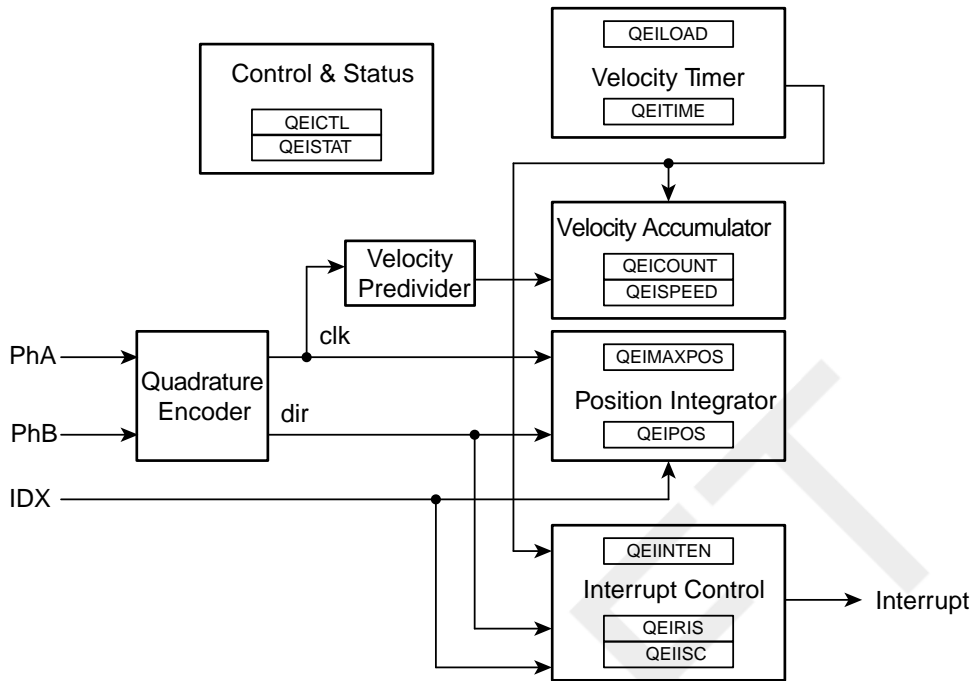 Control & Status
QEICTL
QEISTAT
QEILOAD
Velocity Timer
QEITIME
Velocity Accumulator
QEICOUNT
QEISPEED
Velocity
Predivider
clk
PhA
PhB
IDX
Quadrature
Encoder
dir
QEIMAXPOS
Position Integrator
QEIPOS
QEIINTEN
Interrupt Control
QEIRIS
QEIISC
Interrupt